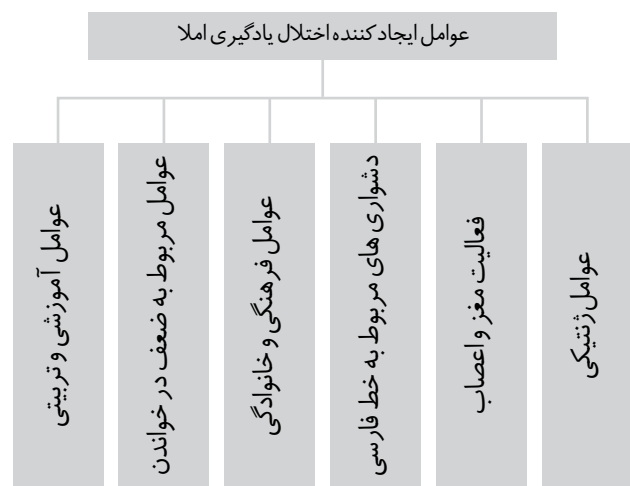 عوامل ایجاد کننده اختلال یادگیری املا
عوامل ژنتیکی
فعالیت مغز و اعصاب
دشواری های مربوط به خط فارسی
عوامل فرهنگی و خانوادگی
عوامل مربوط به ضعف در خواندن
عوامل آموزشی و تربیتی